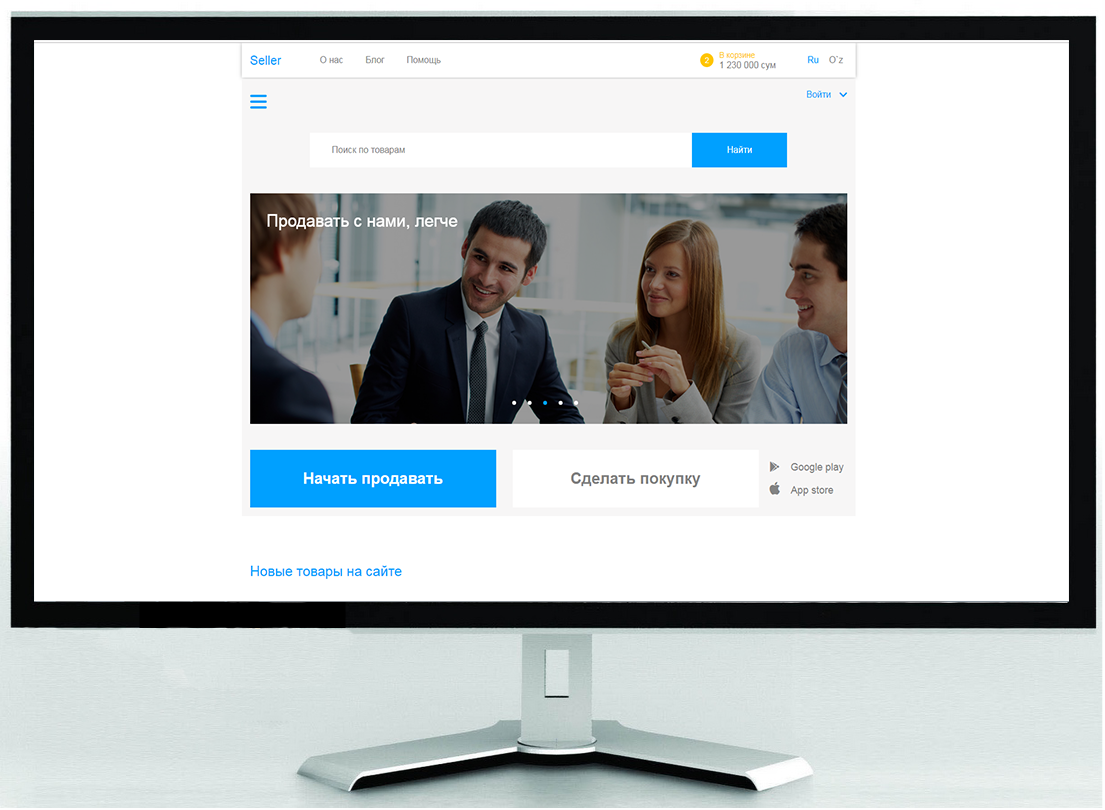 Seller
О нас
Блог
Помощь
2
В корзине
1 230 000 сум
Ru
O`z
Войти
Поиск по товарам
Найти
Продавать с нами, легче
Начать продавать
Сделать покупку
Google play
App store
Новые товары на сайте